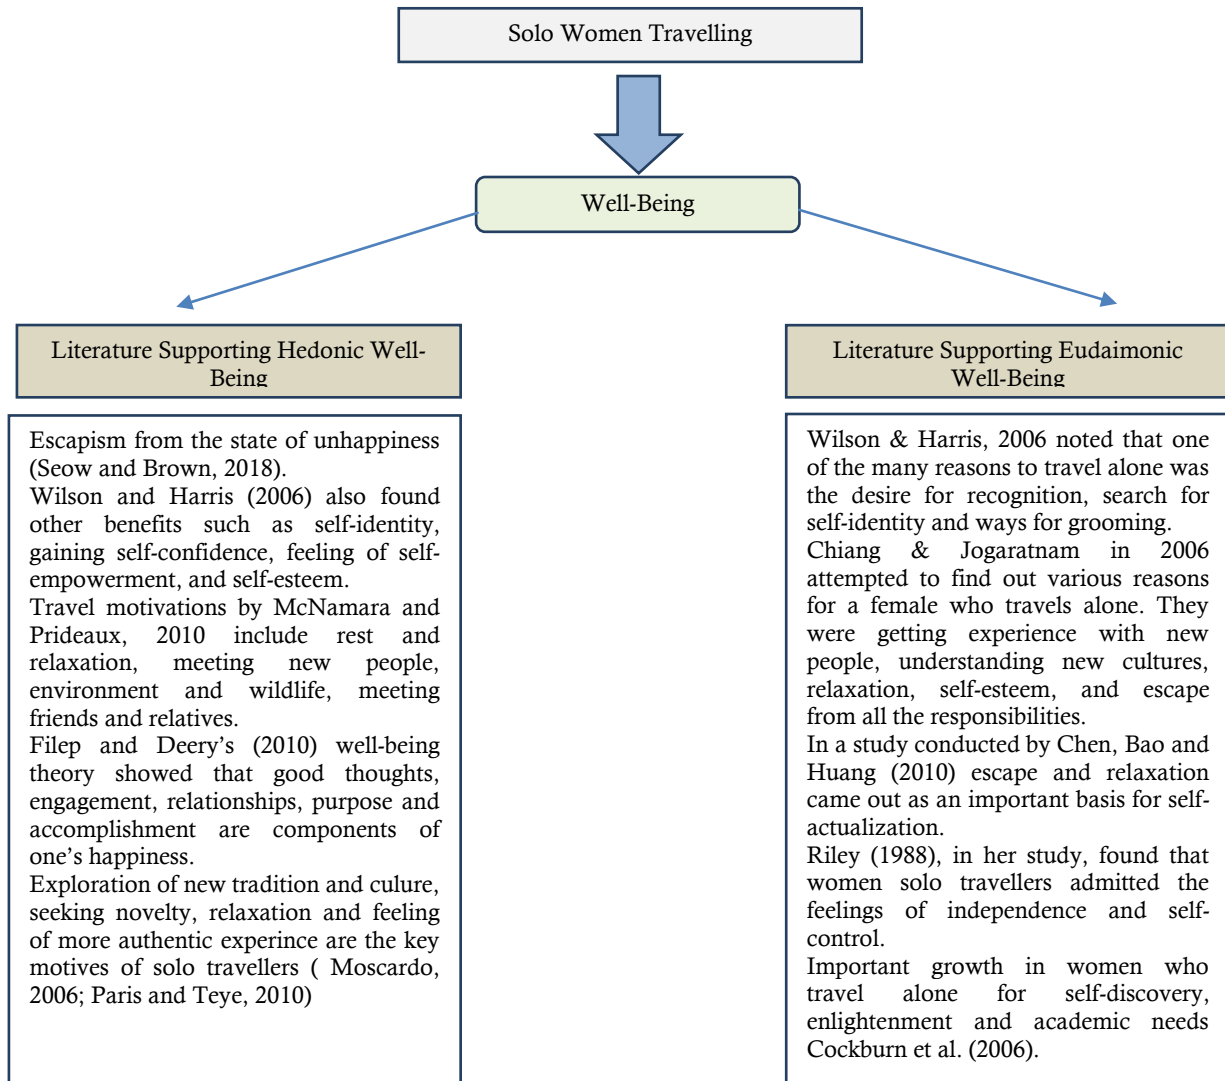 Solo Women Travelling
Well-Being
Literature Supporting Hedonic Well-
Being
Escapism from the state of unhappiness
(Seow and Brown, 2018).
Wilson and Harris (2006) also found
other benefits such as self-identity,
gaining self-confidence, feeling of self-
empowerment, and self-esteem.
Travel motivations by McNamara and
Prideaux, 2010 include rest and
relaxation, meeting new people,
environment and wildlife, meeting
friends and relatives.
Filep and Deery’s (2010) well-being
theory showed that good thoughts,
engagement, relationships, purpose and
accomplishment are components of
one’s happiness.
Exploration of new tradition and culure,
seeking novelty, relaxation and feeling
of more authentic experince are the key
motives of solo travellers ( Moscardo,
2006; Paris and Teye, 2010)
Literature Supporting Eudaimonic
Well-Being
Wilson & Harris, 2006 noted that one
of the many reasons to travel alone was
the desire for recognition, search for
self-identity and ways for grooming.
Chiang & Jogaratnam in 2006
attempted to find out various reasons
for a female who travels alone. They
were getting experience with new
people, understanding new cultures,
relaxation, self-esteem, and escape
from all the responsibilities.
In a study conducted by Chen, Bao and
Huang (2010) escape and relaxation
came out as an important basis for self-
actualization.
Riley (1988), in her study, found that
women solo travellers admitted the
feelings of independence and self-
control.
Important growth in women who
travel alone for self-discovery,
enlightenment and academic needs
Cockburn et al. (2006).